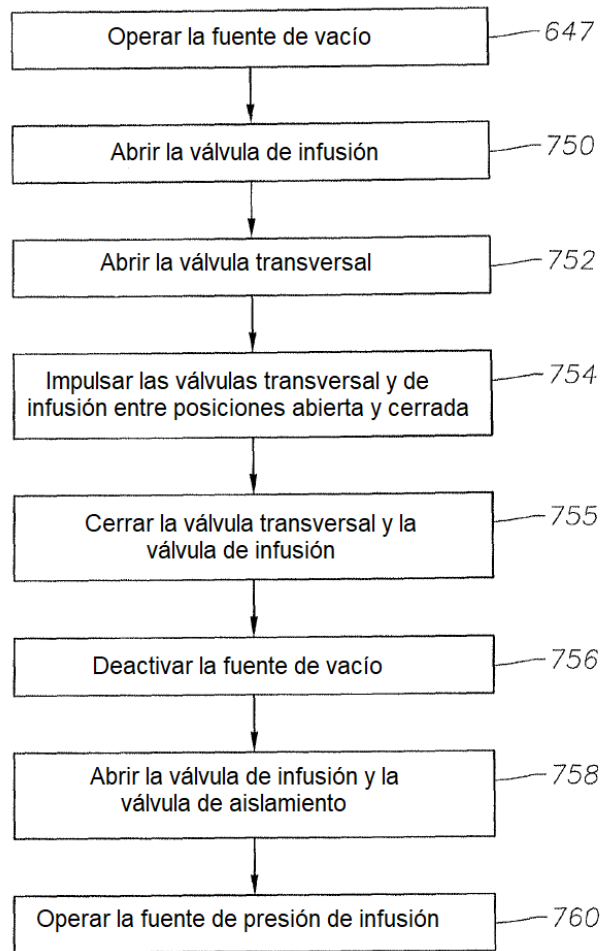 Operar la fuente de vacío
647
Abrir la válvula de infusión
750
Abrir la válvula transversal
752
Impulsar las válvulas transversal y de
infusión entre posiciones abierta y cerrada
754
Cerrar la válvula transversal y la
válvula de infusión
755
Deactivar la fuente de vacío
756
Abrir la válvula de infusión y la
válvula de aislamiento
758
Operar la fuente de presión de infusión
760